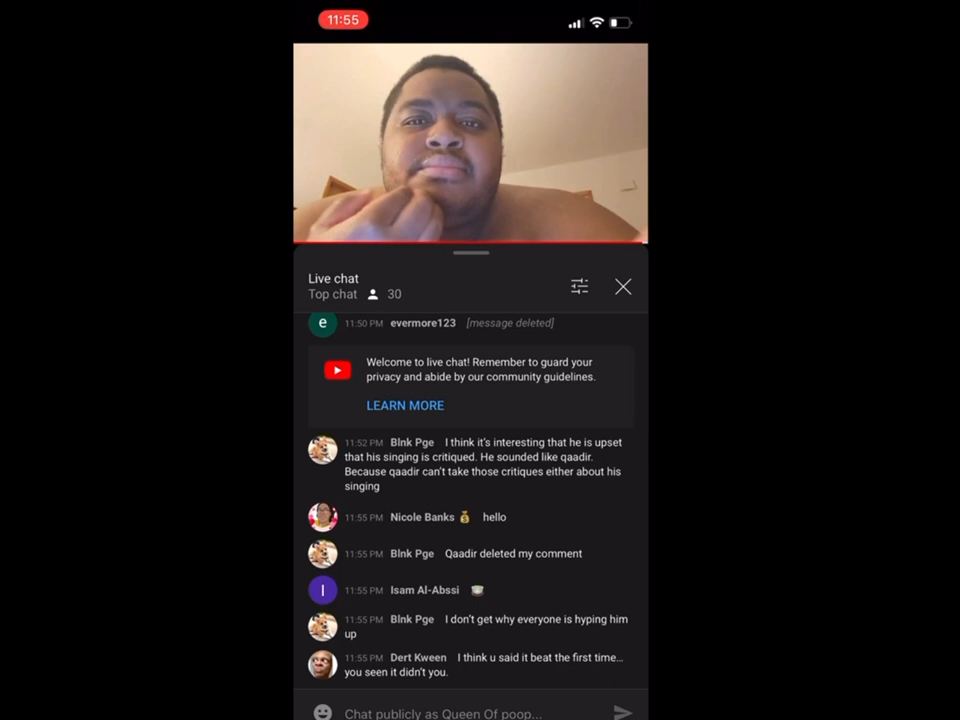 11:55
Live chat
Top chat 30
e 11:50 PM evermore123 [message deleted]
Welcome to live chat! Remember to guard your
privacy and abide by our community guidelines.
LEARN MORE
11:52 PM Blnk Pge I think it's interesting that he is upset
that his singing is critiqued. He sounded like qaadir.
Because qaadir can't take those critiques either about his
singing
11:55 PM Nicole Banks 💰 hello
11:55 PM Blnk Pge Qaadir deleted my comment
I 11:55 PM Isam Al-Abssi
11:55 PM Blnk Pge I don't get why everyone is hyping him
up
11:55 PM Dert Kween I think u said it beat the first time...
you seen it didn't you.
Chat publicly as Queen Of poop...